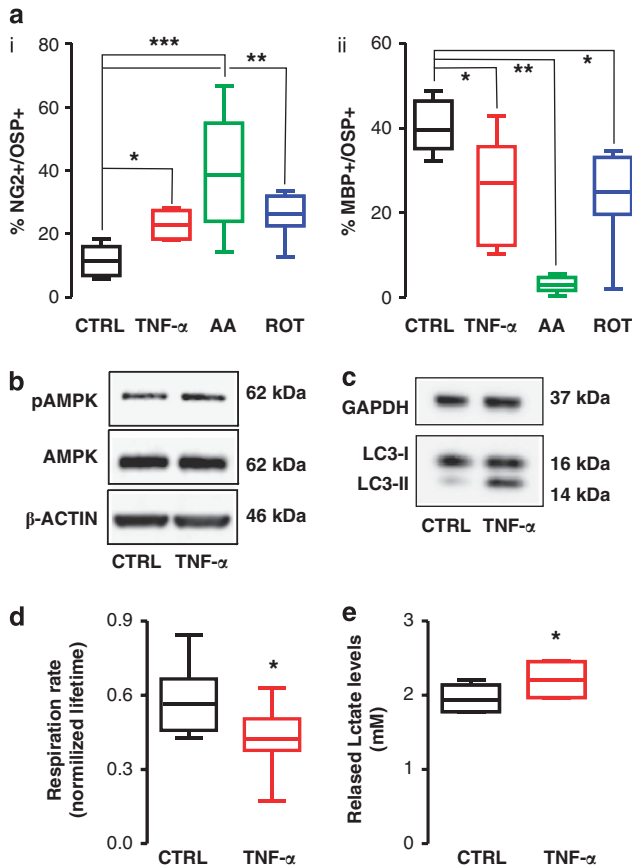 a
i
% NG2+/OSP+
80
60
40
20
0
***
**
*
CTRL TNF-α AA ROT
ii
% MBP+/OSP+
60
40
20
0
*
**
*
CTRL TNF-α AA ROT
b
pAMPK 62 kDa
AMPK 62 kDa
β-ACTIN 46 kDa
CTRL TNF-α
c
GAPDH 37 kDa
LC3-I 16 kDa
LC3-II 14 kDa
CTRL TNF-α
d
Respiration rate
(normilized lifetime)
0.9
0.6
0.3
0.0
*
CTRL TNF-α
e
Relased Lctate levels
(mM)
3
2
1
0
*
CTRL TNF-α